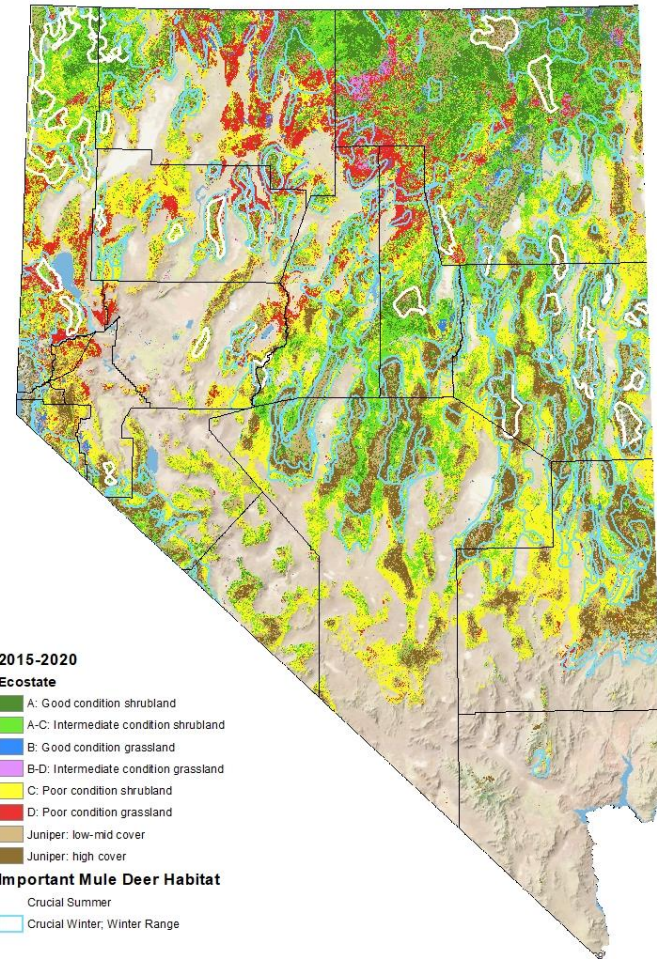 2015-2020
Ecostate
A: Good condition shrubland
A-C: Intermediate condition shrubland
B: Good condition grassland
B-D: Intermediate condition grassland
C: Poor condition shrubland
D: Poor condition grassland
Juniper: low-mid cover
Juniper: high cover
Important Mule Deer Habitat
Crucial Summer
Crucial Winter; Winter Range